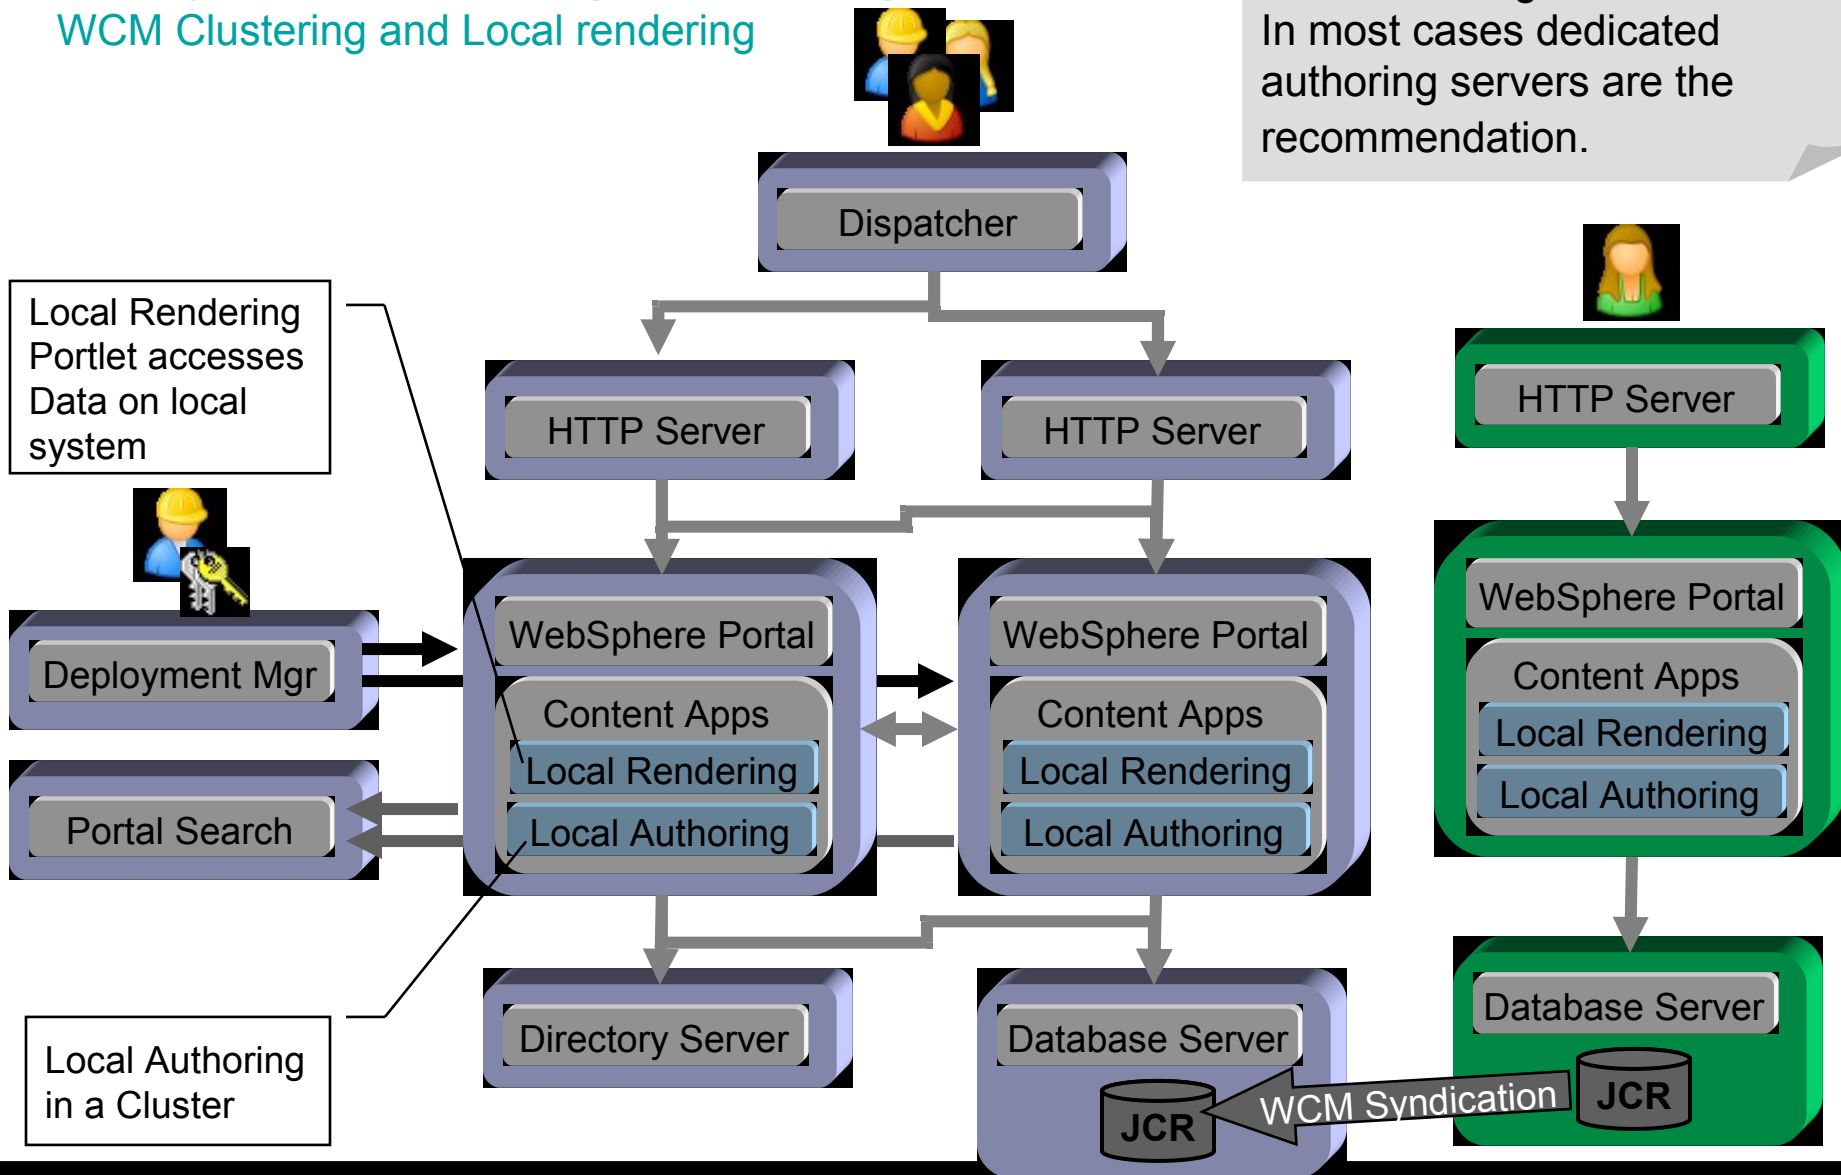 WCM Clustering and Local rendering
In most cases dedicated
authoring servers are the
recommendation.
Dispatcher
Local Rendering
Portlet accesses
Data on local
system
HTTP Server
HTTP Server
HTTP Server
WebSphere Portal
Content Apps
Local Rendering
Local Authoring
WebSphere Portal
Content Apps
Local Rendering
Local Authoring
WebSphere Portal
Content Apps
Local Rendering
Local Authoring
Deployment Mgr
Portal Search
Directory Server
Database Server
JCR
WCM Syndication
Database Server
JCR
Local Authoring
in a Cluster